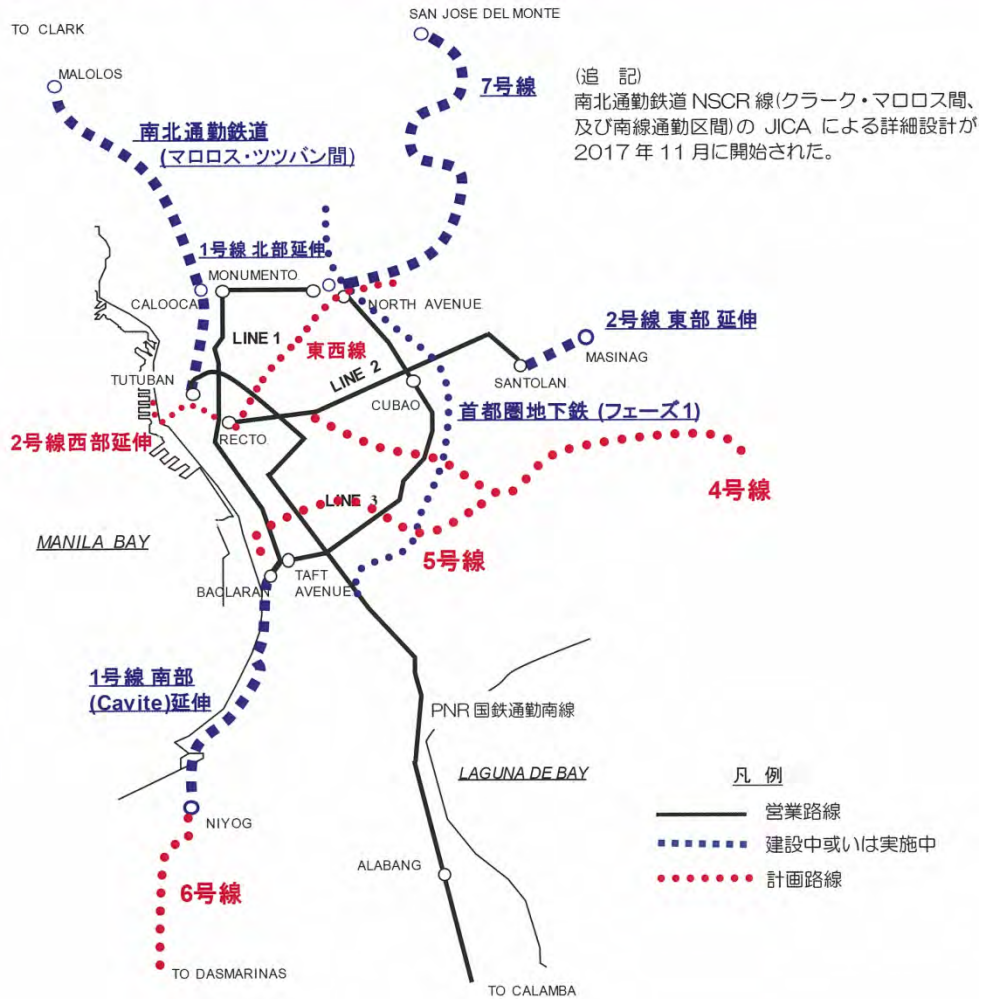 SAN JOSE DEL MONTE
TO CLARK
MALOLOS
7号線
(追 記)
南北通勤鉄道 NSCR 線(クラーク・マロロス間、
及び南線通勤区間)の JICA による詳細設計が
2017 年 11 月に開始された。
南北通勤鉄道
(マロロス・ツツバン間)
1号線 北部延伸
MONUMENTO
CALOOCA
NORTH AVENUE
LINE 1
東西線
2号線 東部 延伸
MASINAG
LINE 2
SANTOLAN
TUTUBAN
CUBAO
首都圏地下鉄 (フェーズ1)
RECTO
2号線西部延伸
4号線
LINE 3
MANILA BAY
5号線
TAFT
AVENUE
BACLARAN
1号線 南部
(Cavite)延伸
PNR 国鉄通勤南線
LAGUNA DE BAY
凡 例
営業路線
建設中或いは実施中
計画路線
NIYOG
ALABANG
6号線
TO DASMARINAS
TO CALAMBA